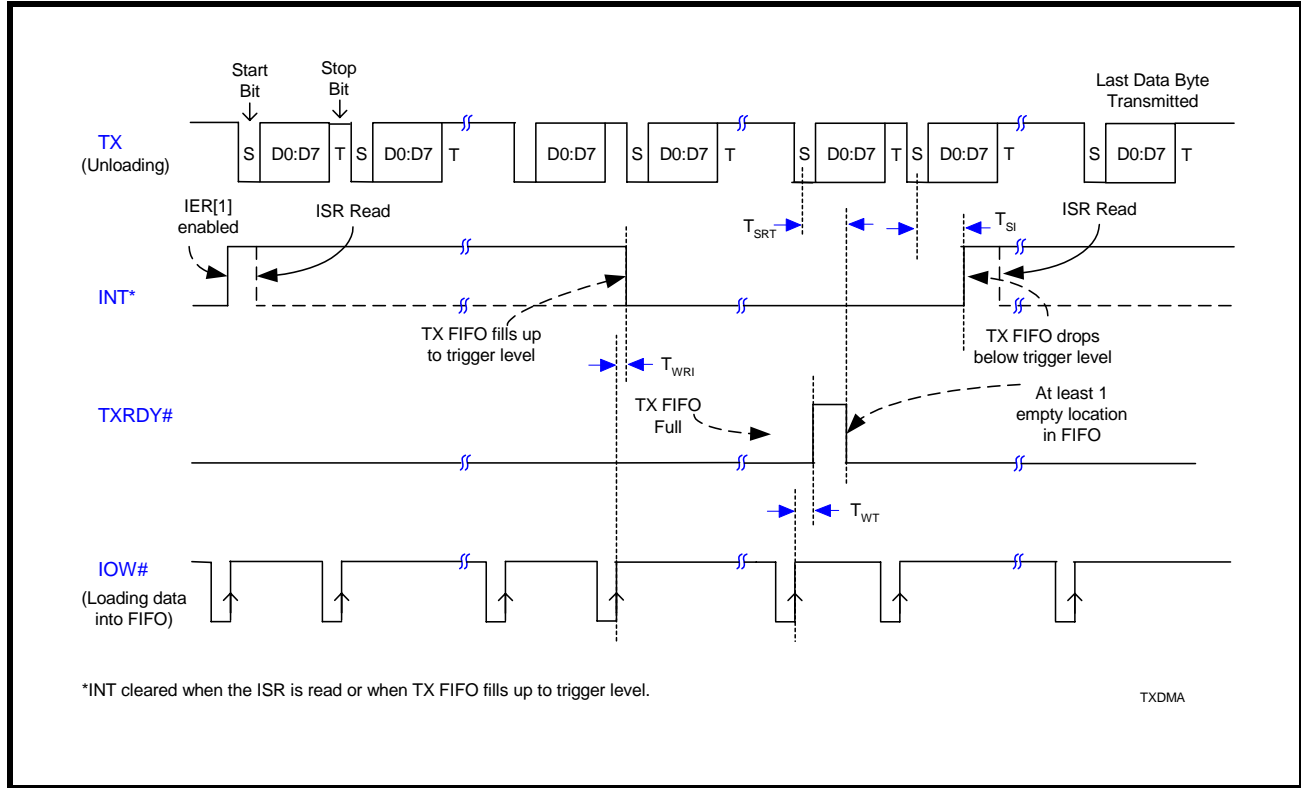 Start
Bit
Stop
Bit
Last Data Byte
Transmitted
TX
(Unloading)
S D0:D7 T S D0:D7 T D0:D7 S D0:D7 T S D0:D7 T S D0:D7 T S D0:D7 T
IER[1]
enabled
ISR Read
TSRT
TSI
ISR Read
INT*
TX FIFO fills up
to trigger level
TX FIFO drops
below trigger level
TWRI
TXRDY#
TX FIFO
Full
At least 1
empty location
in FIFO
TWT
IOW#
(Loading data
into FIFO)
*INT cleared when the ISR is read or when TX FIFO fills up to trigger level.
TXDMA